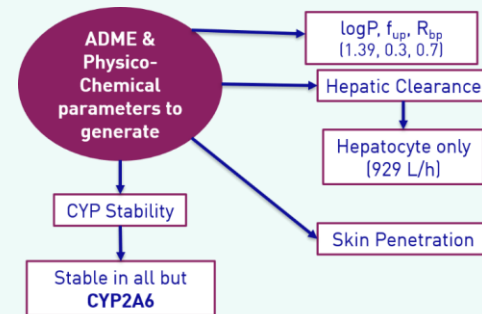 ADME &
Physico-
Chemical
parameters to
generate
logP, fup, Rbp
(1.39, 0.3, 0.7)
Hepatic Clearance
Hepatocyte only
(929 L/h)
CYP Stability
Skin Penetration
Stable in all but
CYP2A6